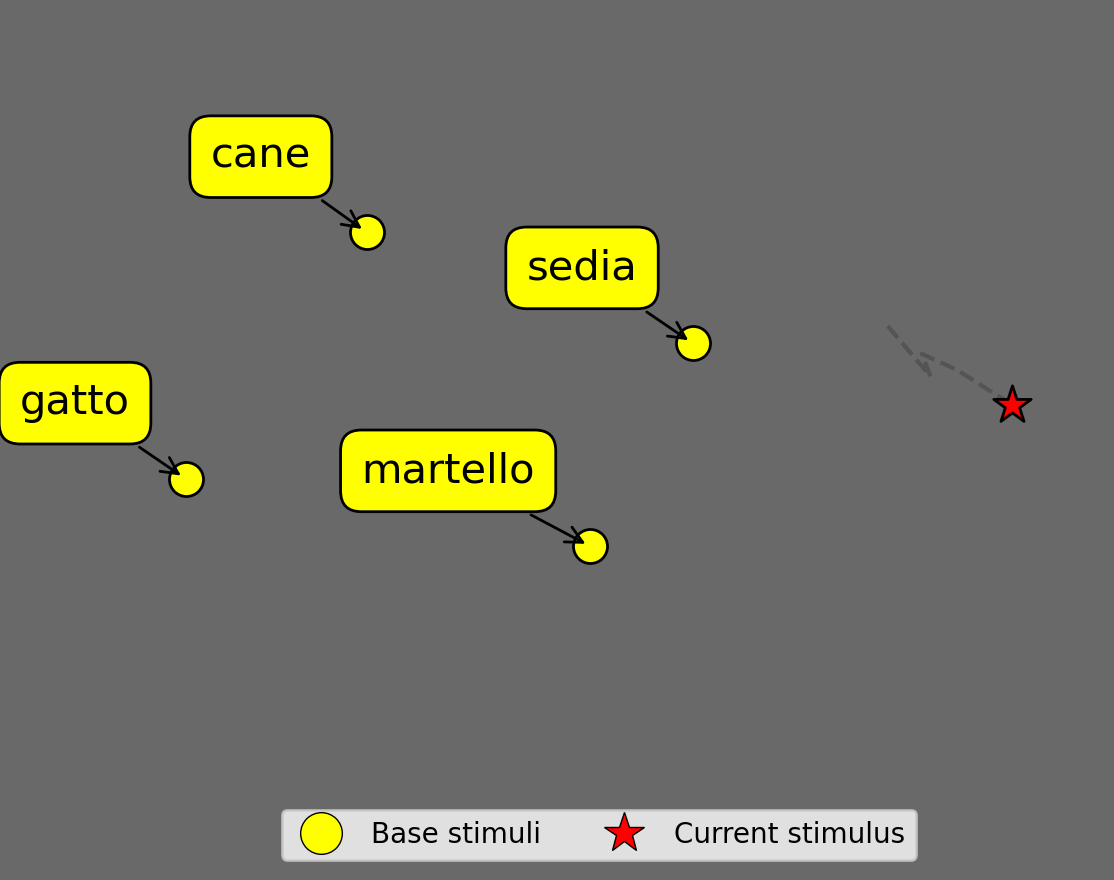 cane
sedia
gatto
martello
Base stimuli
Current stimulus